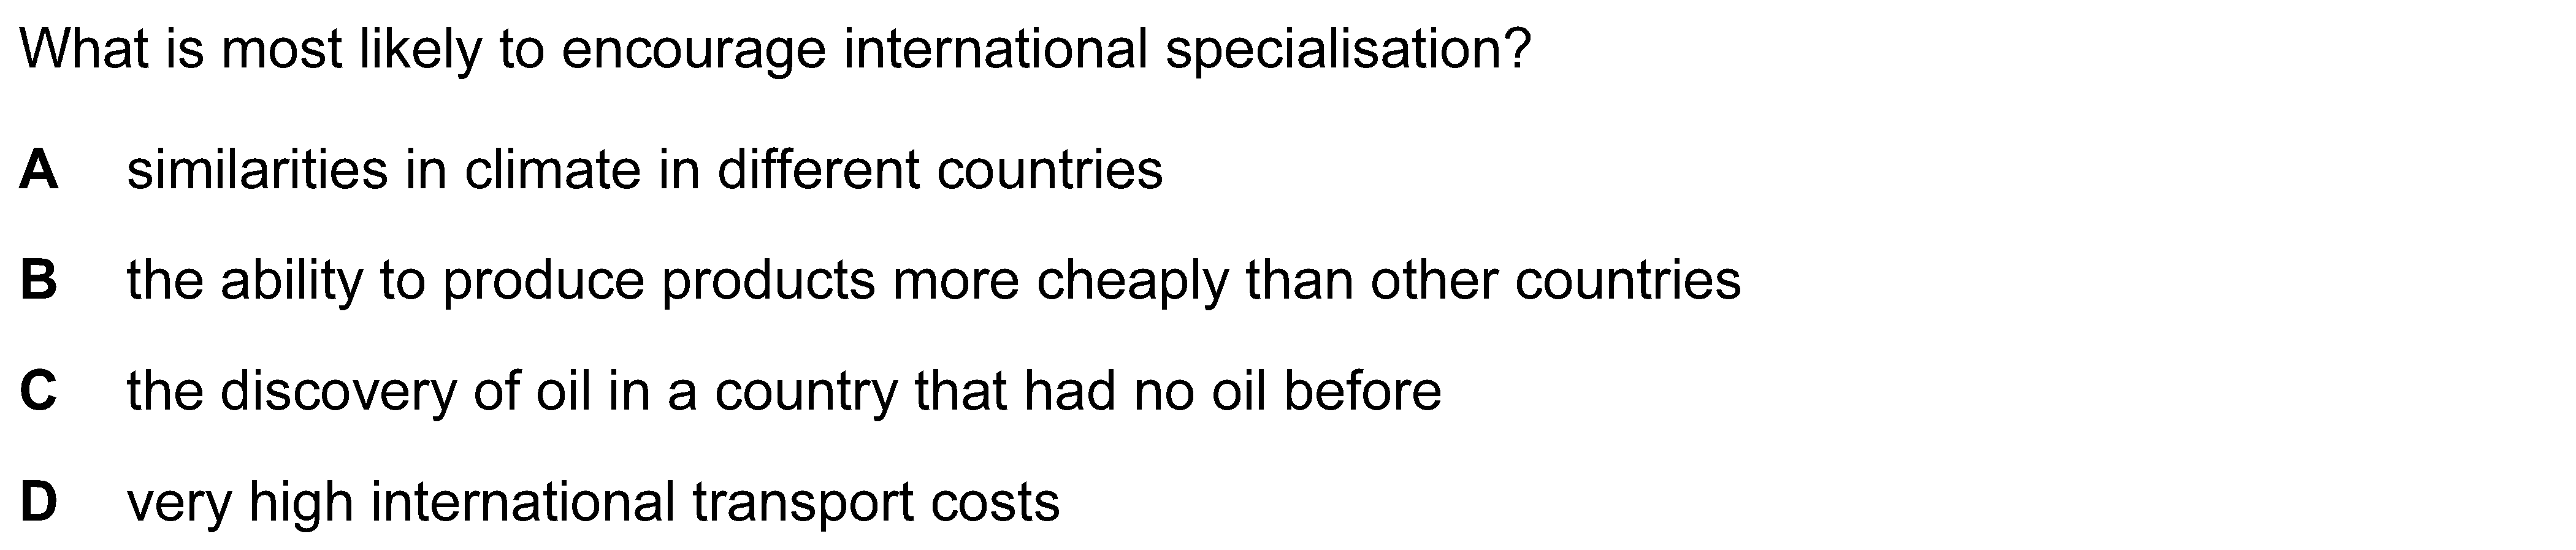 What is most likely to encourage international specialisation?
A similarities in climate in different countries
B the ability to produce products more cheaply than other countries
C the discovery of oil in a country that had no oil before
D very high international transport costs